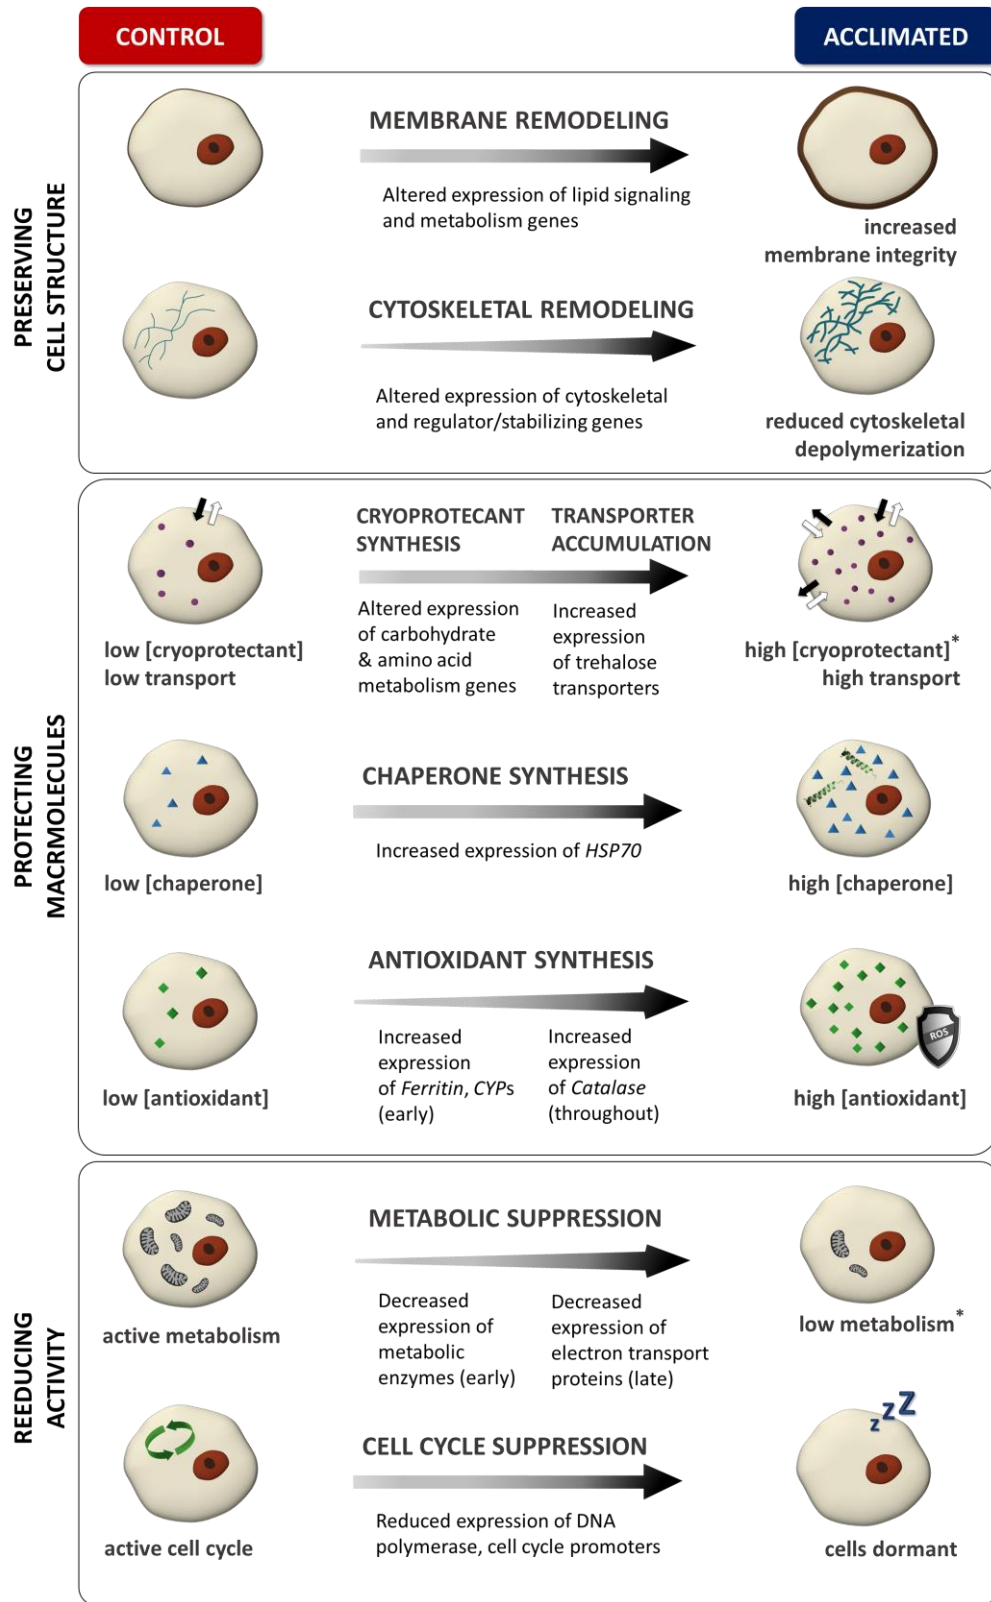 CONTROL
ACCLIMATED
PRESERVING
CELL STRUCTURE
MEMBRANE REMODELING
Altered expression of lipid signaling
and metabolism genes
increased
membrane integrity
CYTOSKELETAL REMODELING
Altered expression of cytoskeletal
and regulator/stabilizing genes
reduced cytoskeletal
depolymerization
PROTECTING
MACRMOLECULES
low [cryoprotectant]
low transport
CRYOPROTECANT
SYNTHESIS
Altered expression
of carbohydrate
& amino acid
metabolism genes
TRANSPORTER
ACCUMULATION
Increased
expression
of trehalose
transporters
high [cryoprotectant]*
high transport
low [chaperone]
CHAPERONE SYNTHESIS
Increased expression of HSP70
high [chaperone]
low [antioxidant]
ANTIOXIDANT SYNTHESIS
Increased
expression
of Ferritin, CYPs
(early)
Increased
expression
of Catalase
(throughout)
ROS
high [antioxidant]
REEDUCING
ACTIVITY
active metabolism
METABOLIC SUPPRESSION
Decreased
expression of
metabolic
enzymes (early)
Decreased
expression of
electron transport
proteins (late)
low metabolism*
active cell cycle
CELL CYCLE SUPPRESSION
Reduced expression of DNA
polymerase, cell cycle promoters
z z Z
cells dormant